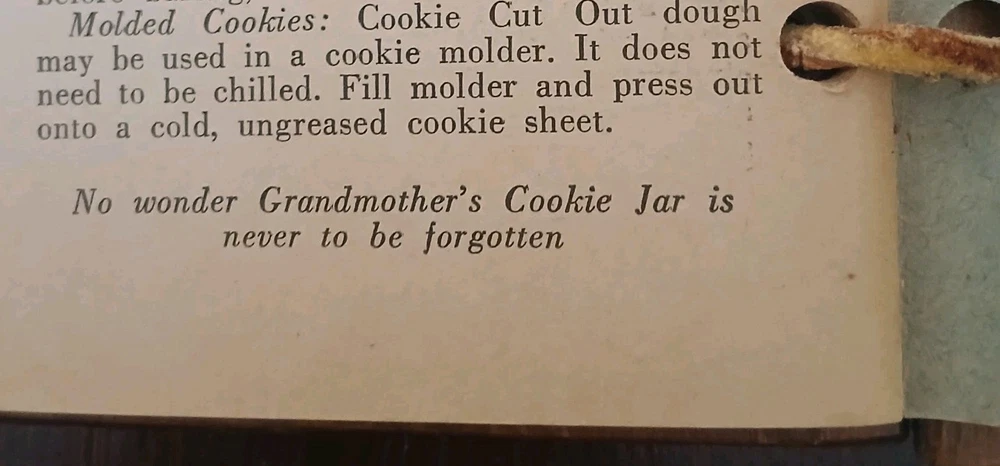 Molded Cookies: Cookie Cut Out dough
may be used in a cookie molder. It does not
need to be chilled. Fill molder and press out
onto a cold, ungreased cookie sheet.
No wonder Grandmother's Cookie Jar is
never to be forgotten